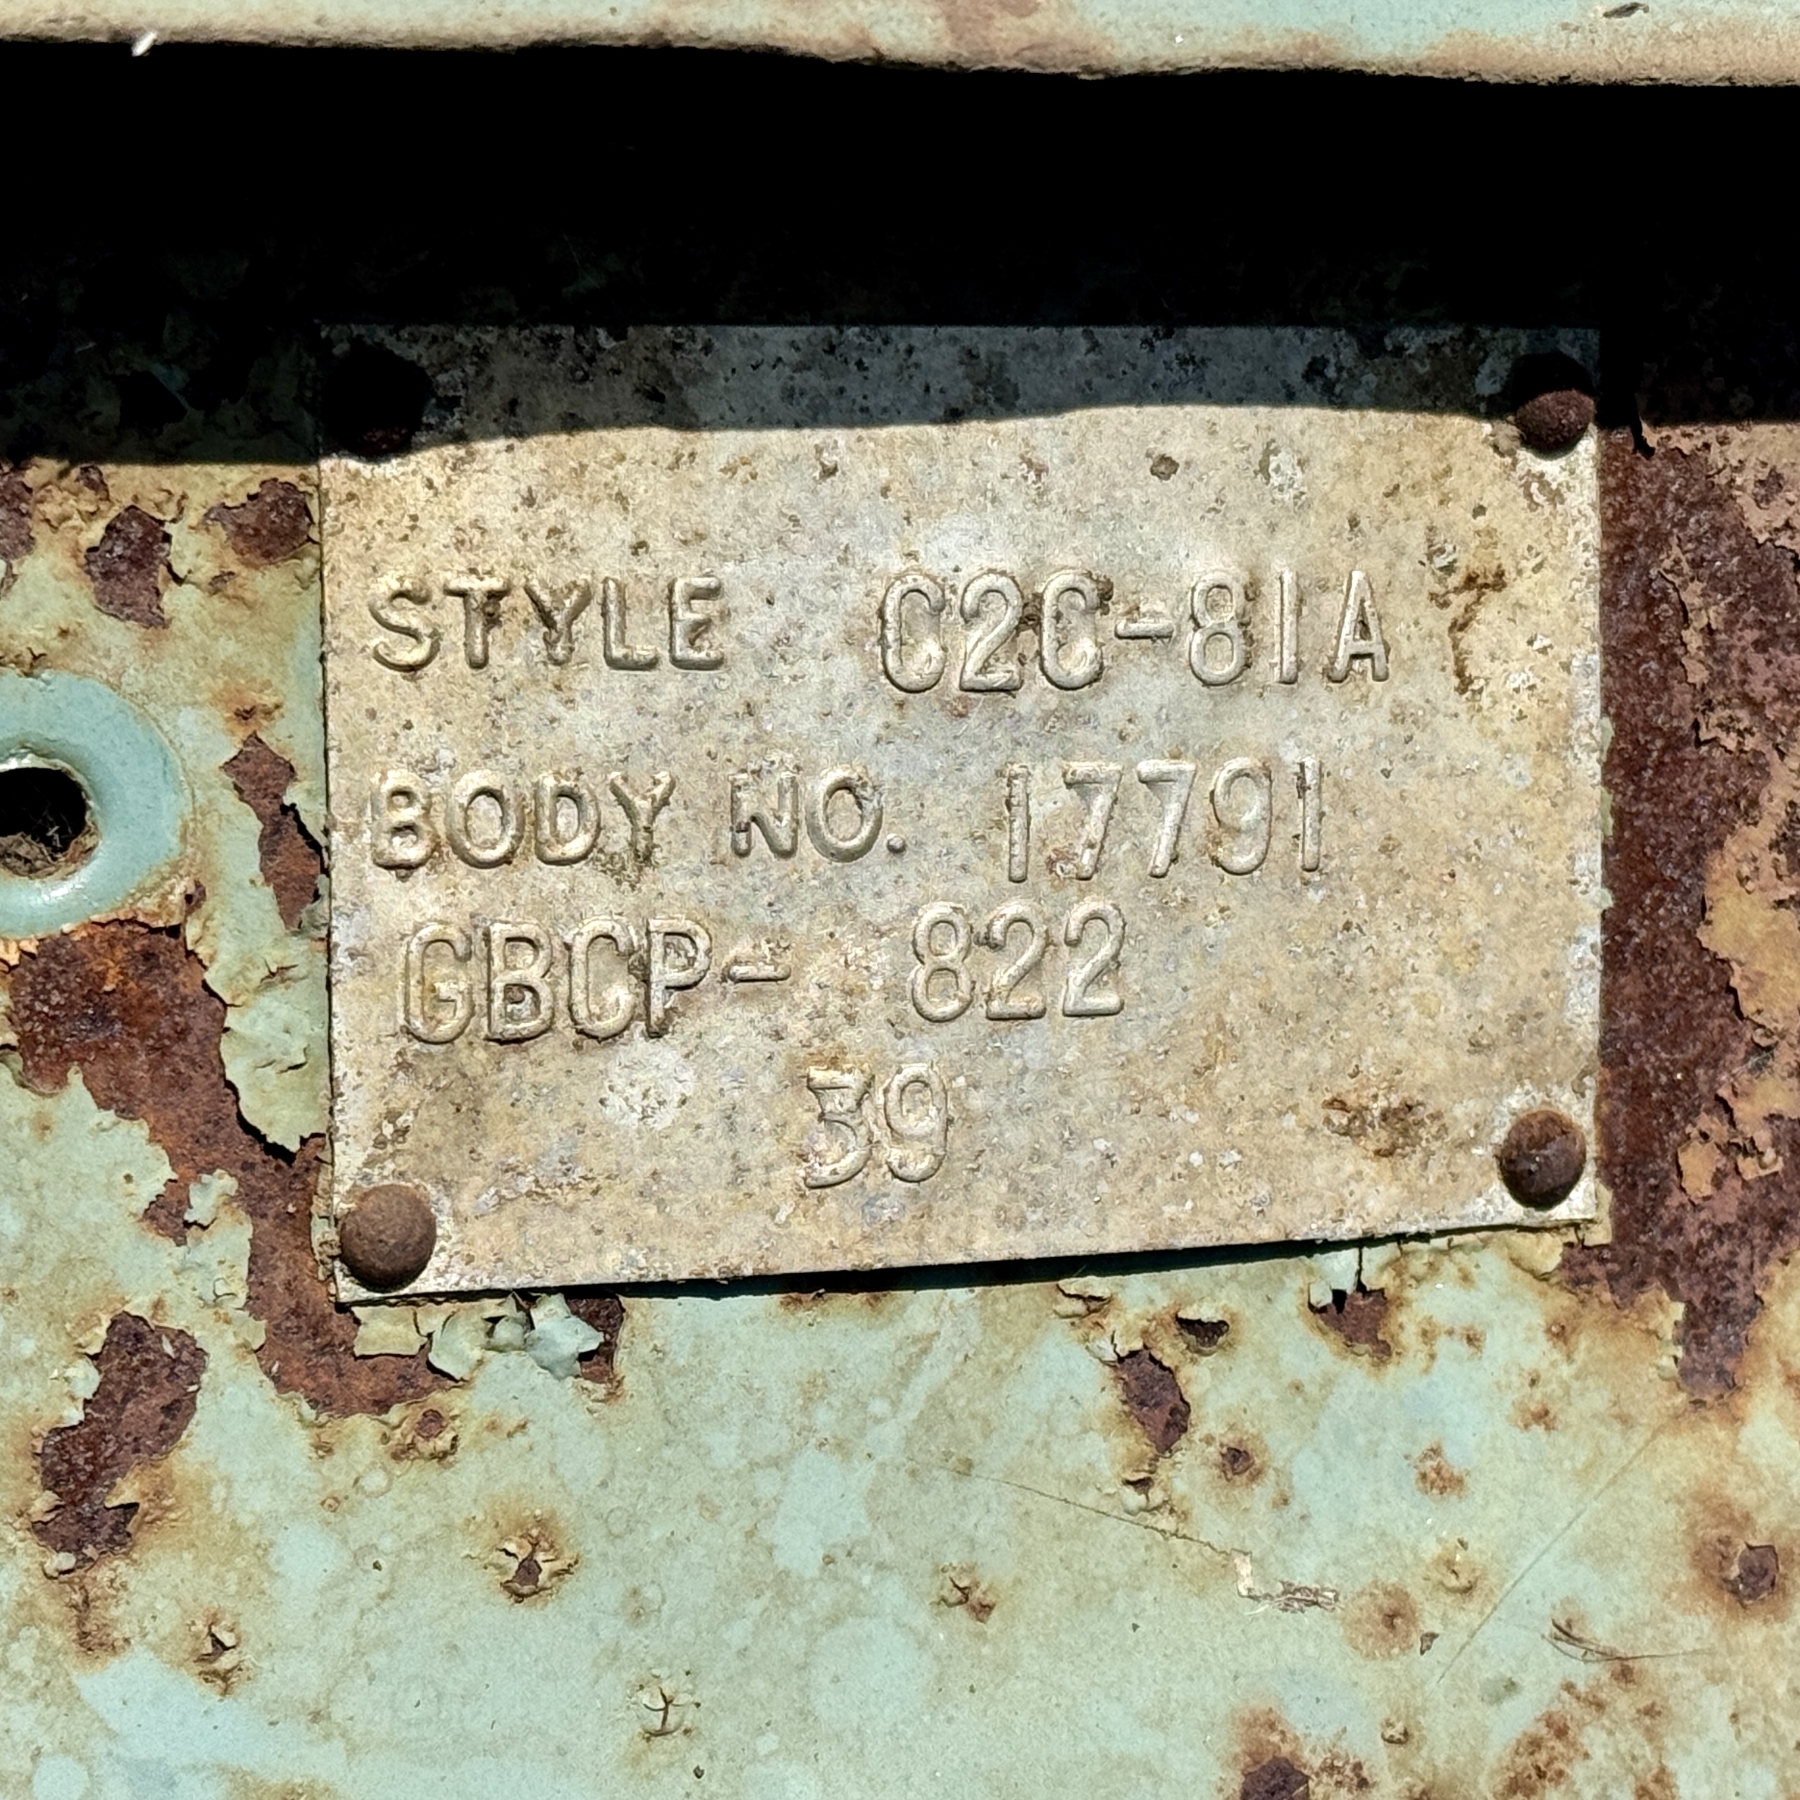 STYLE C2C-81A
BODY NO. 17791
GBCP- 822
39